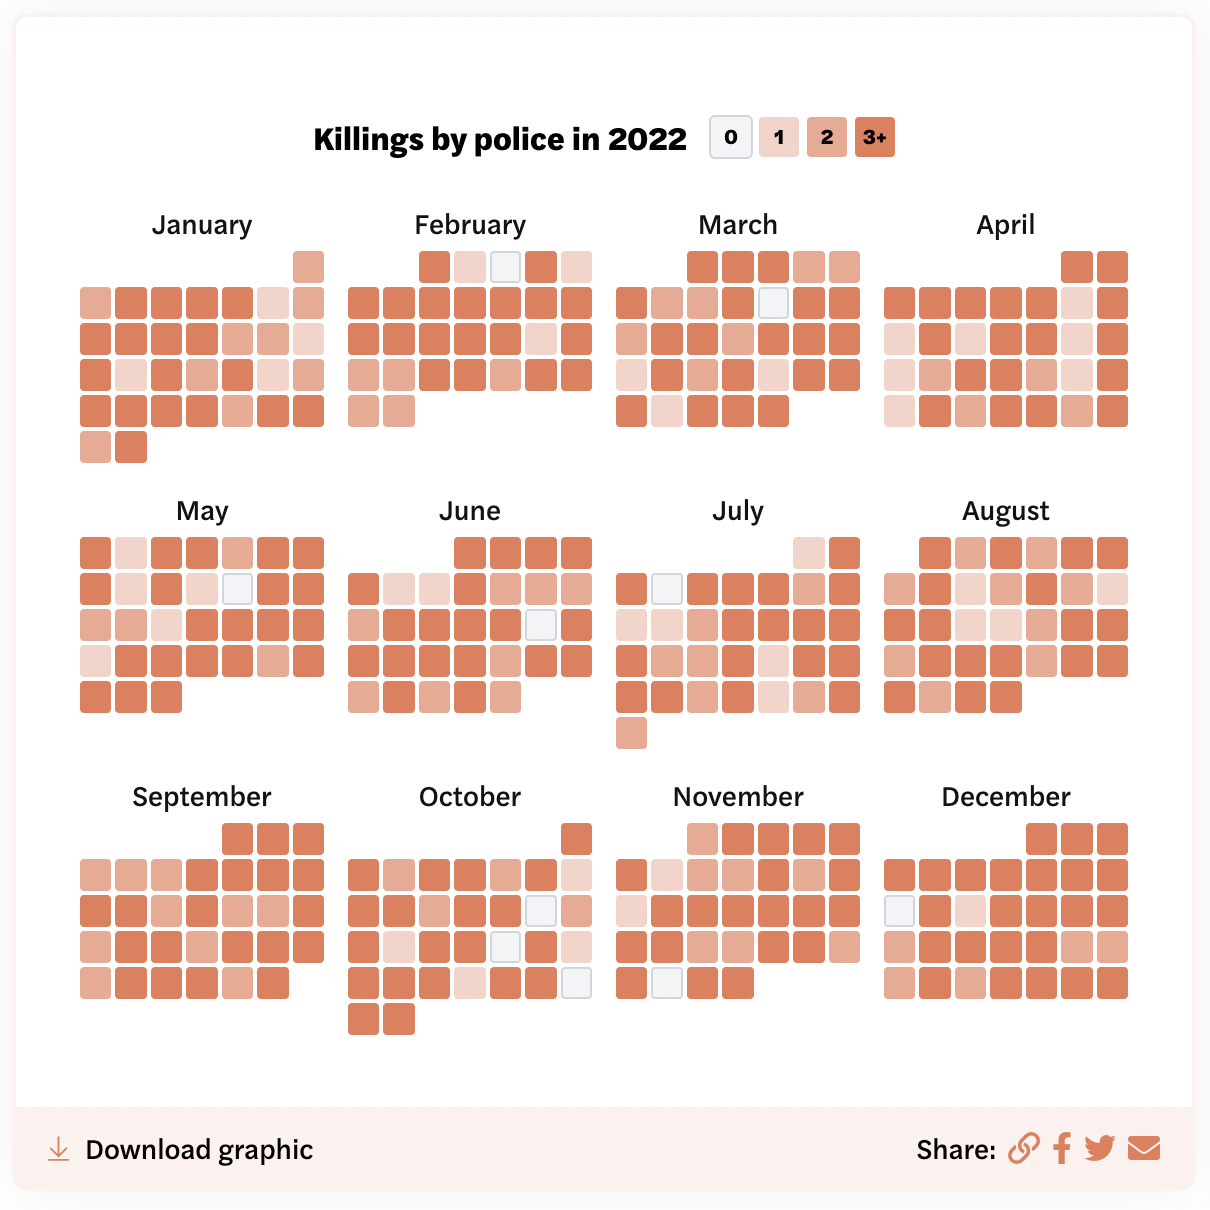 Killings by police in 2022 0 1 2 3+
January February March April
May June July August
September October November December
Download graphic Share: